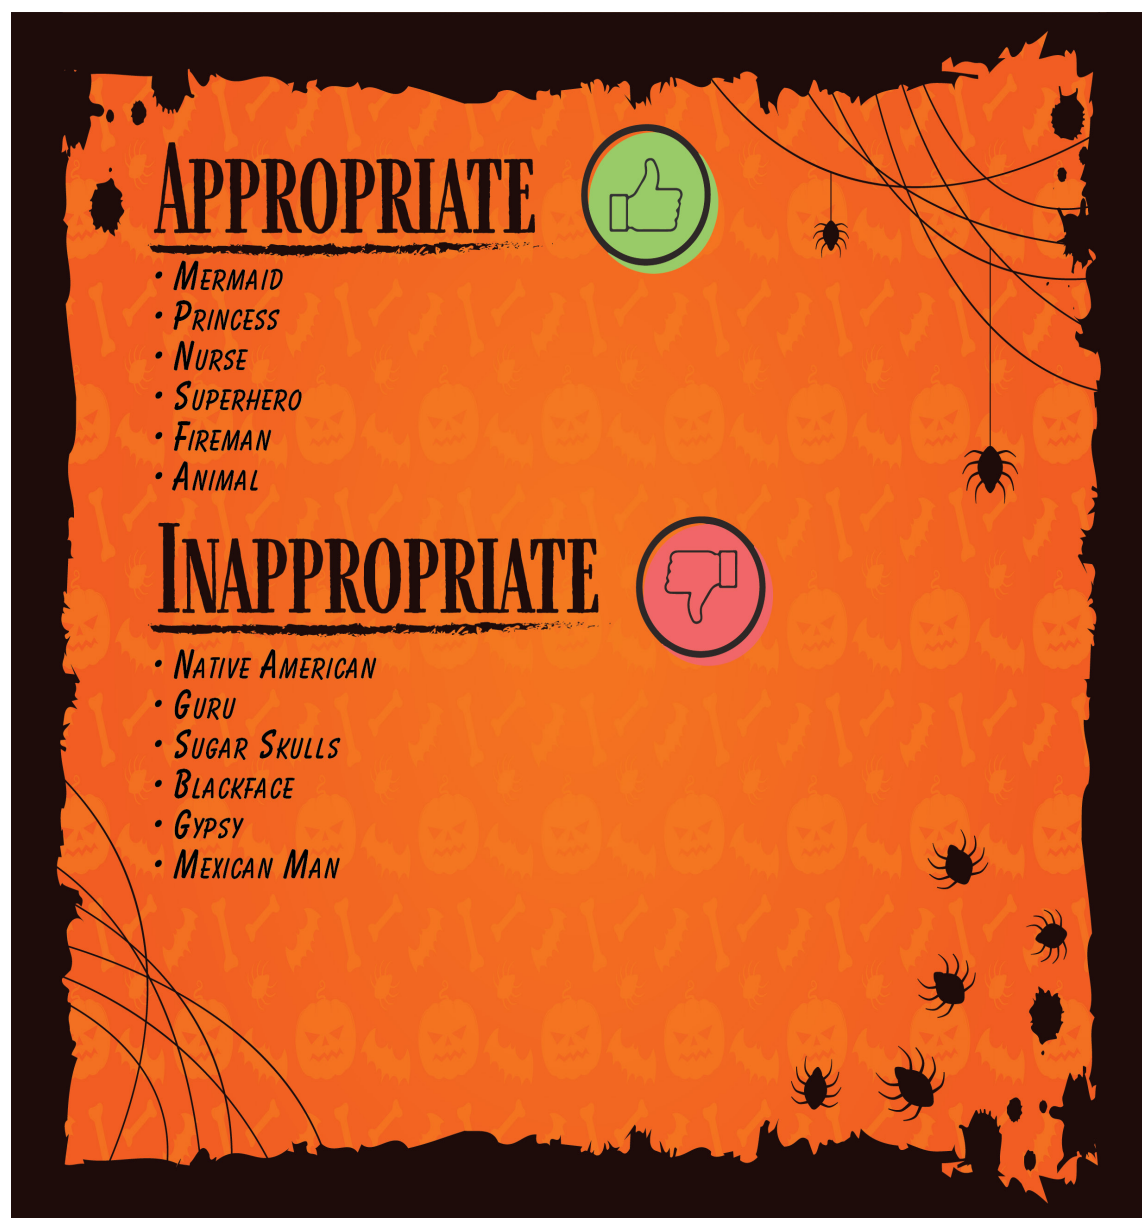 APPROPRIATE
• MERMAID
• PRINCESS
• NURSE
• SUPERHERO
• FIREMAN
• ANIMAL
INAPPROPRIATE
• NATIVE AMERICAN
• GURU
• SUGAR SKULLS
• BLACKFACE
• GYPSY
• MEXICAN MAN